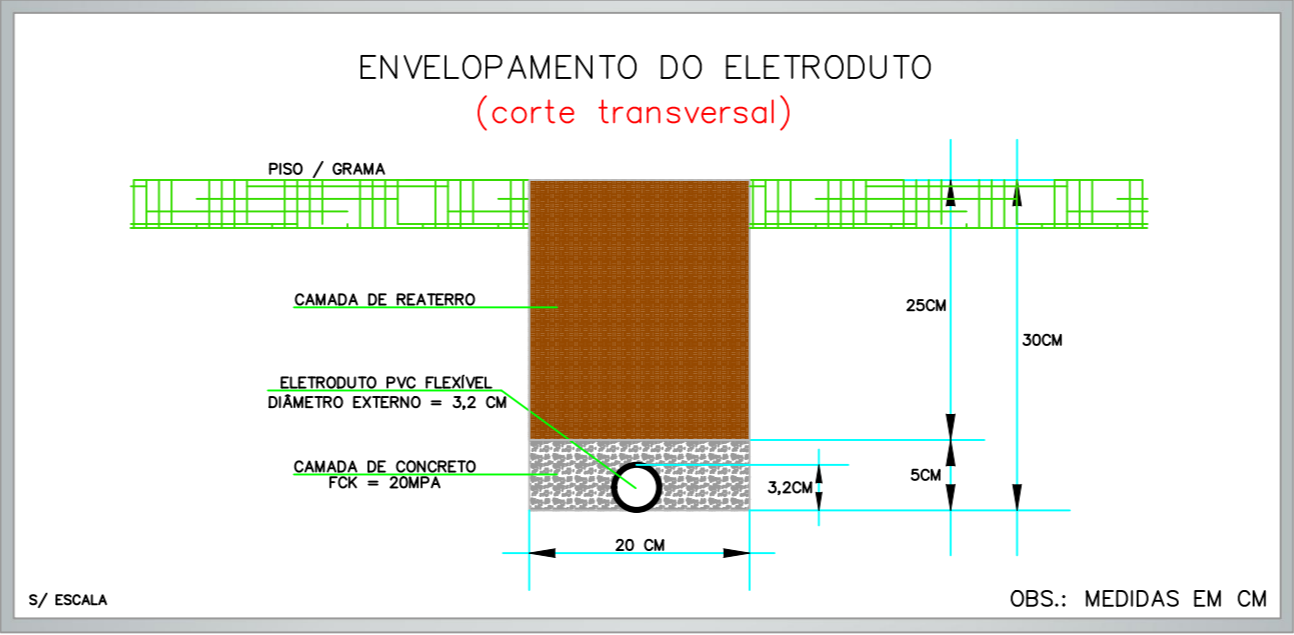 ENVELOPAMENTO DO ELETRODUTO
(corte transversal)
PISO / GRAMA
CAMADA DE REATERRO
25CM
30CM
ELETRODUTO PVC FLEXÍVEL
DIÂMETRO EXTERNO = 3,2 CM
CAMADA DE CONCRETO
FCK = 20MPA
3,2CM
5CM
20 CM
S/ ESCALA
OBS.: MEDIDAS EM CM